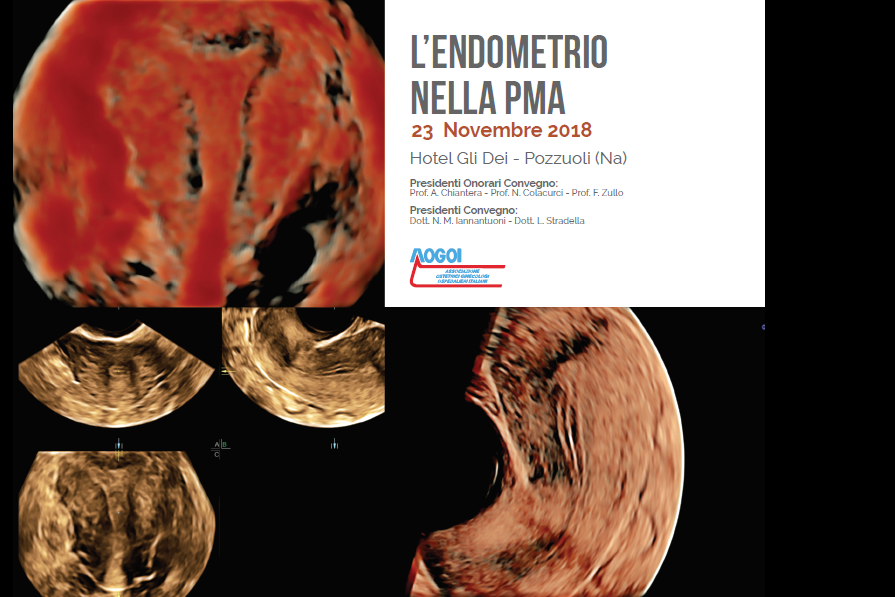 L'ENDOMETRIO
NELLA PMA
23 Novembre 2018
Hotel Gli Dei - Pozzuoli (Na)
Presidenti Onorari Convegno:
Prof. A. Chiantera - Prof. N. Colacurci - Prof. F. Zullo
Presidenti Convegno:
Dott. N. M. Iannantuoni - Dott. L. Stradella
AOGOI
ASSOCIAZIONE
OSTETRICI GINECOLOGI
OSPEDALIERI ITALIANI
A B
C